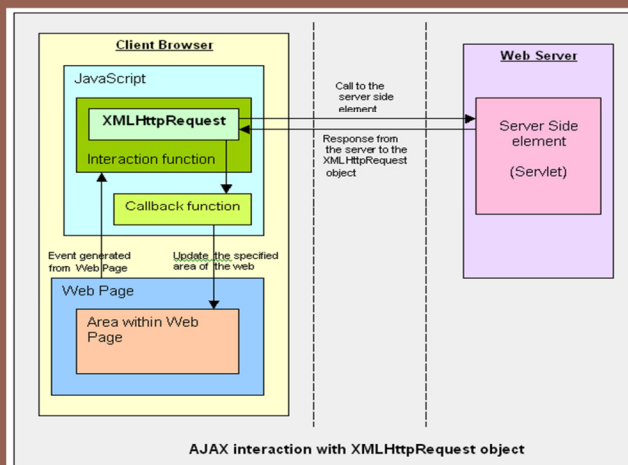 Client Browser
JavaScript
XMLHttpRequest
Interaction function
Callback function
Event generated
from Web Page
Update the specified
area of the web
Web Page
Area within Web
Page
Call to the
server side
element
Response from
the server to the
XMLHttpRequest
object
Web Server
Server Side
element
(Servlet)
AJAX interaction with XMLHttpRequest object